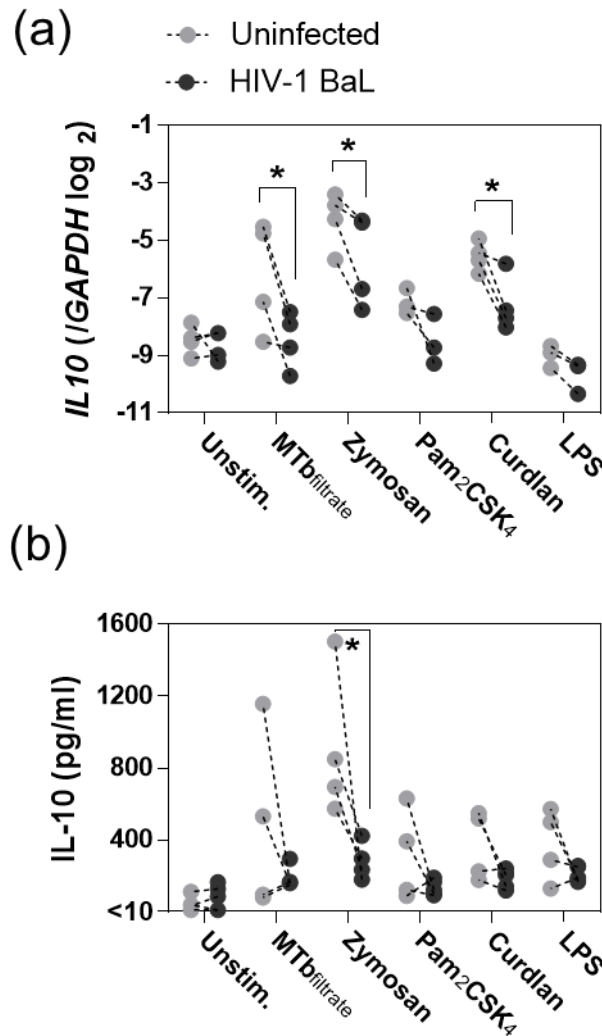 (a)
Uninfected
HIV-1 BaL
IL10 (/GAPDH log 2)
-1
-3
-5
-7
-9
-11
*
*
*
Unstim.
MTbfiltrate
Zymosan
Pam2CSK4
Curdlan
LPS
(b)
IL-10 (pg/ml)
1600
1200
800
400
<10
*
Unstim.
MTbfiltrate
Zymosan
Pam2CSK4
Curdlan
LPS